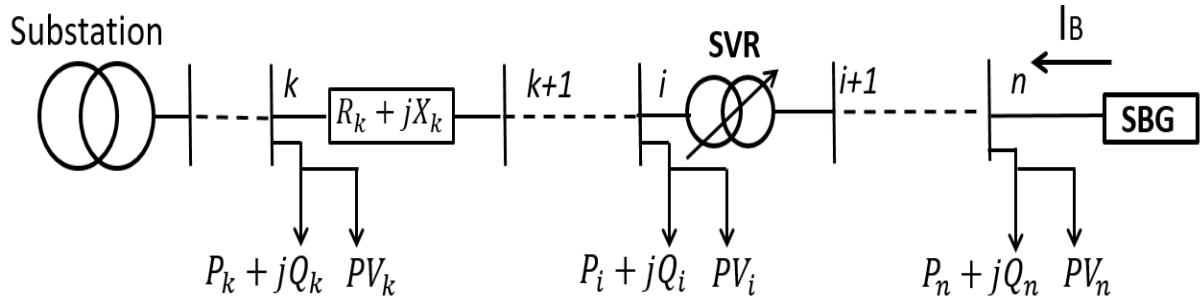 Substation
k
R_k + jX_k
k+1
i
SVR
i+1
n
I_B
SBG
P_k + jQ_k
PV_k
P_i + jQ_i
PV_i
P_n + jQ_n
PV_n